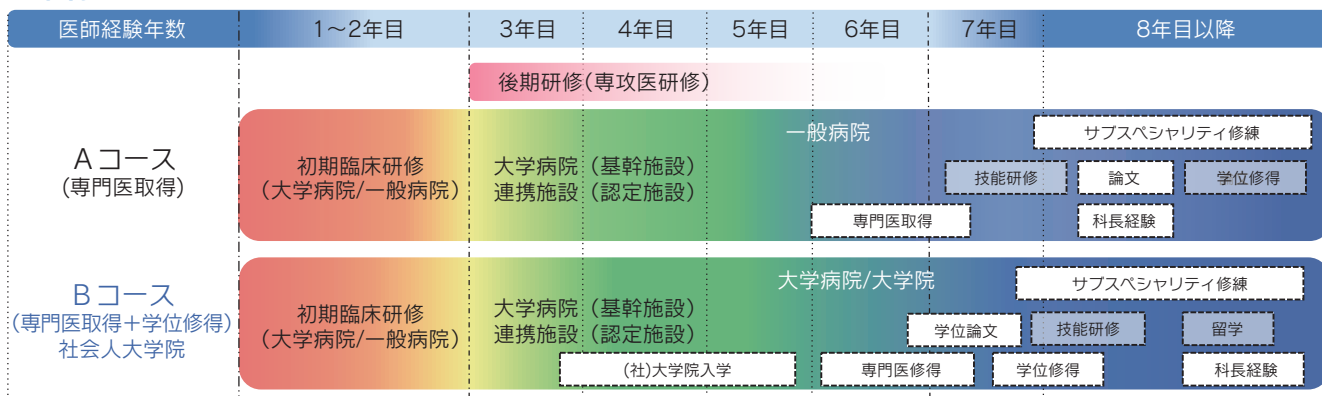 医師経験年数 1～2年目 3年目 4年目 5年目 6年目 7年目 8年目以降
後期研修(専攻医研修)
Aコース
(専門医取得)
初期臨床研修
(大学病院/一般病院)
大学病院 (基幹施設)
連携施設 (認定施設)
一般病院
サブスペシャリティ修練
技能研修 論文 学位修得
専門医取得 科長経験
Bコース
(専門医取得＋学位修得)
社会人大学院
初期臨床研修
(大学病院/一般病院)
大学病院 (基幹施設)
連携施設 (認定施設)
大学病院/大学院
サブスペシャリティ修練
学位論文 技能研修 留学
(社)大学院入学 専門医修得 学位修得 科長経験